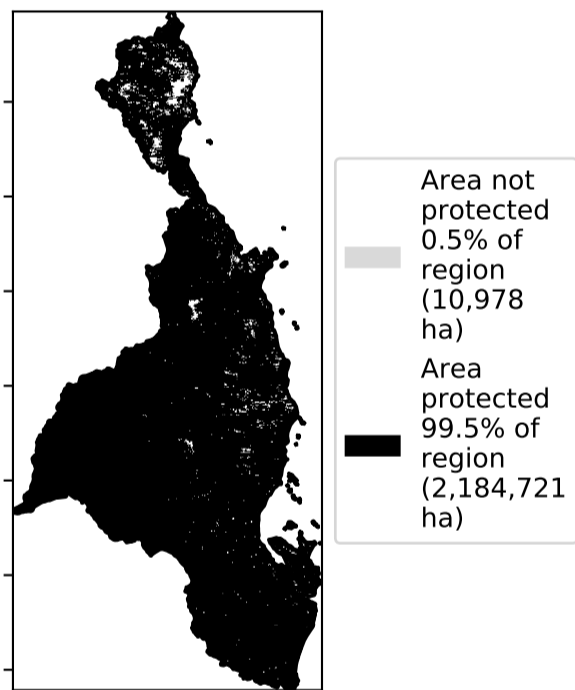 Area not
protected
0.5% of
region
(10,978
ha)
Area
protected
99.5% of
region
(2,184,721
ha)